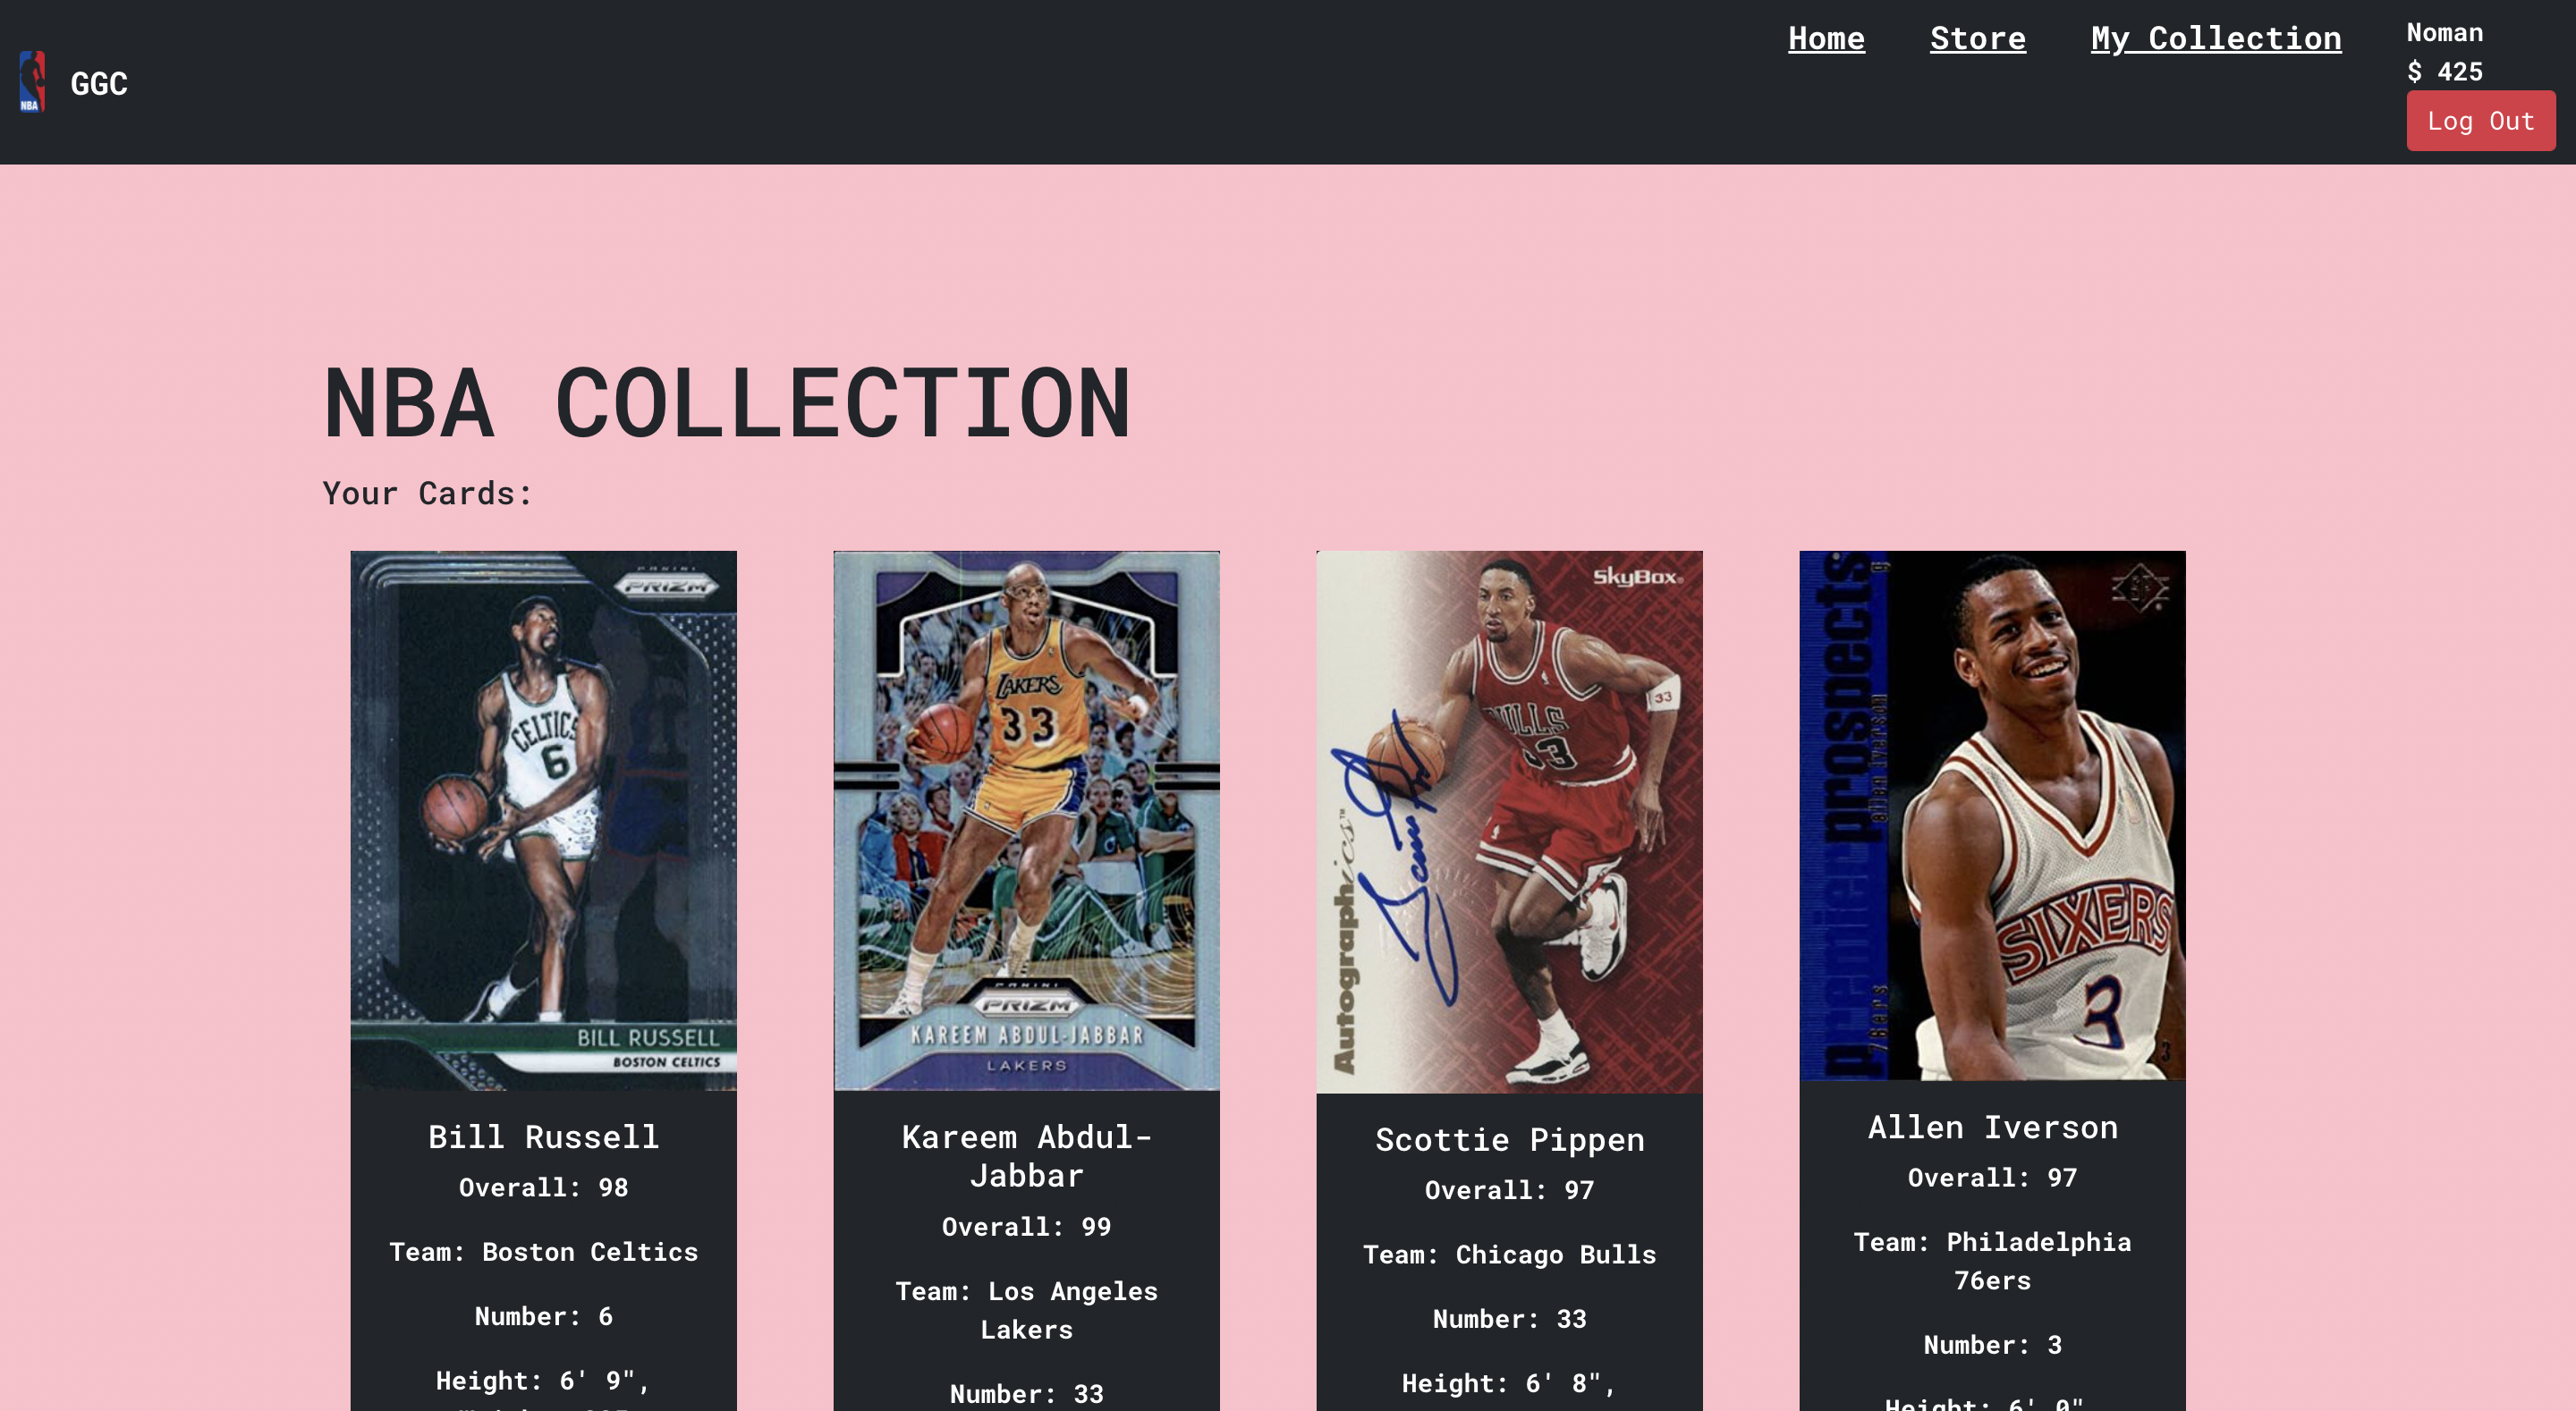 Home Store My Collection
Noman
$ 425
Log Out
NBA
GGC
NBA COLLECTION
Your Cards:
PANINI
PRIZM
CELTICS
6
BILL RUSSELL
BOSTON CELTICS
Bill Russell
Overall: 98
Team: Boston Celtics
Number: 6
Height: 6' 9",
LAKERS
33
PANINI
PRIZM
KAREEM ABDUL-JABBAR
LAKERS
Kareem Abdul-
Jabbar
Overall: 99
Team: Los Angeles
Lakers
Number: 33
SkyBox
33
BULLS
33
Autographics™
Scottie Pippen
Overall: 97
Team: Chicago Bulls
Number: 33
Height: 6' 8",
premier prospects
allen iverson
76ers
SIXERS
3
Allen Iverson
Overall: 97
Team: Philadelphia
76ers
Number: 3
Height: 6' 0"